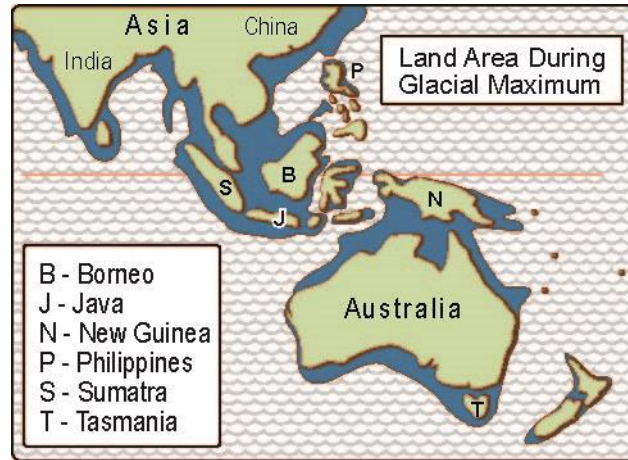 Asia
China
India
P
Land Area During
Glacial Maximum
S
B
N
J
B - Borneo
J - Java
N - New Guinea
P - Philippines
S - Sumatra
T - Tasmania
Australia
T